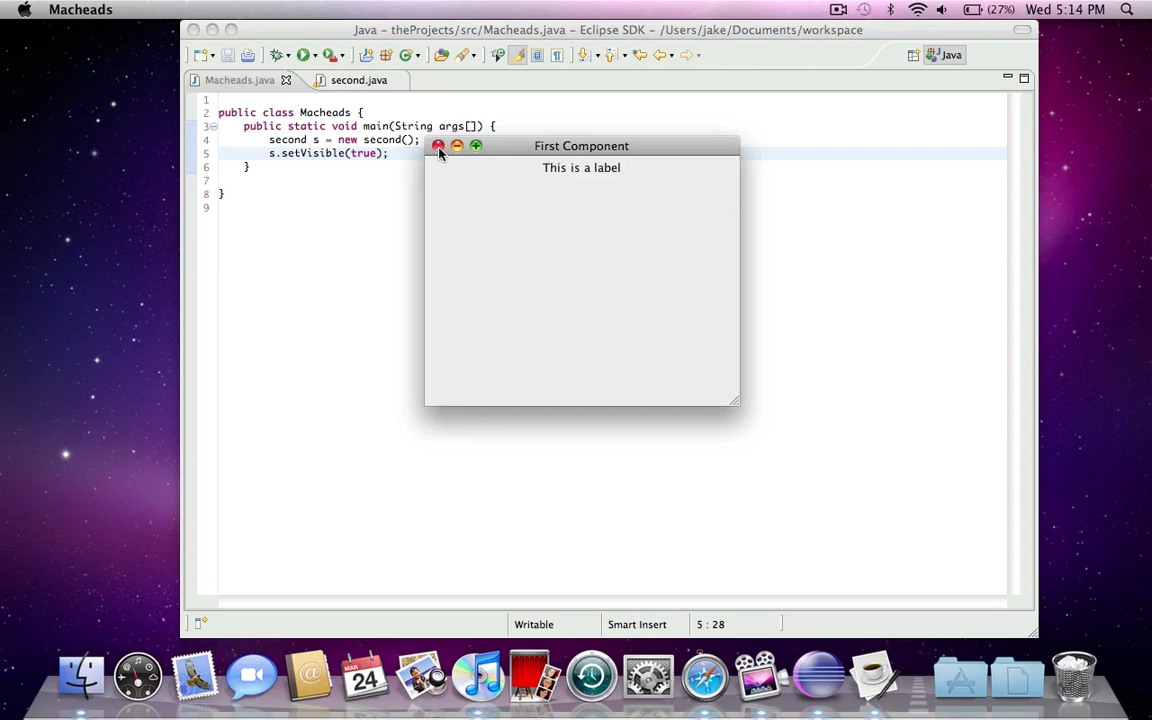 Macheads (27%) Wed 5:14 PM
Java – theProjects/src/Macheads.java – Eclipse SDK – /Users/jake/Documents/workspace
Java
Macheads.java second.java
1
2 public class Macheads {
3 public static void main(String args[]) {
4 second s = new second();
5 s.setVisible(true);
6 }
7
8 }
9
First Component
This is a label
Writable Smart Insert 5 : 28
MAR
24